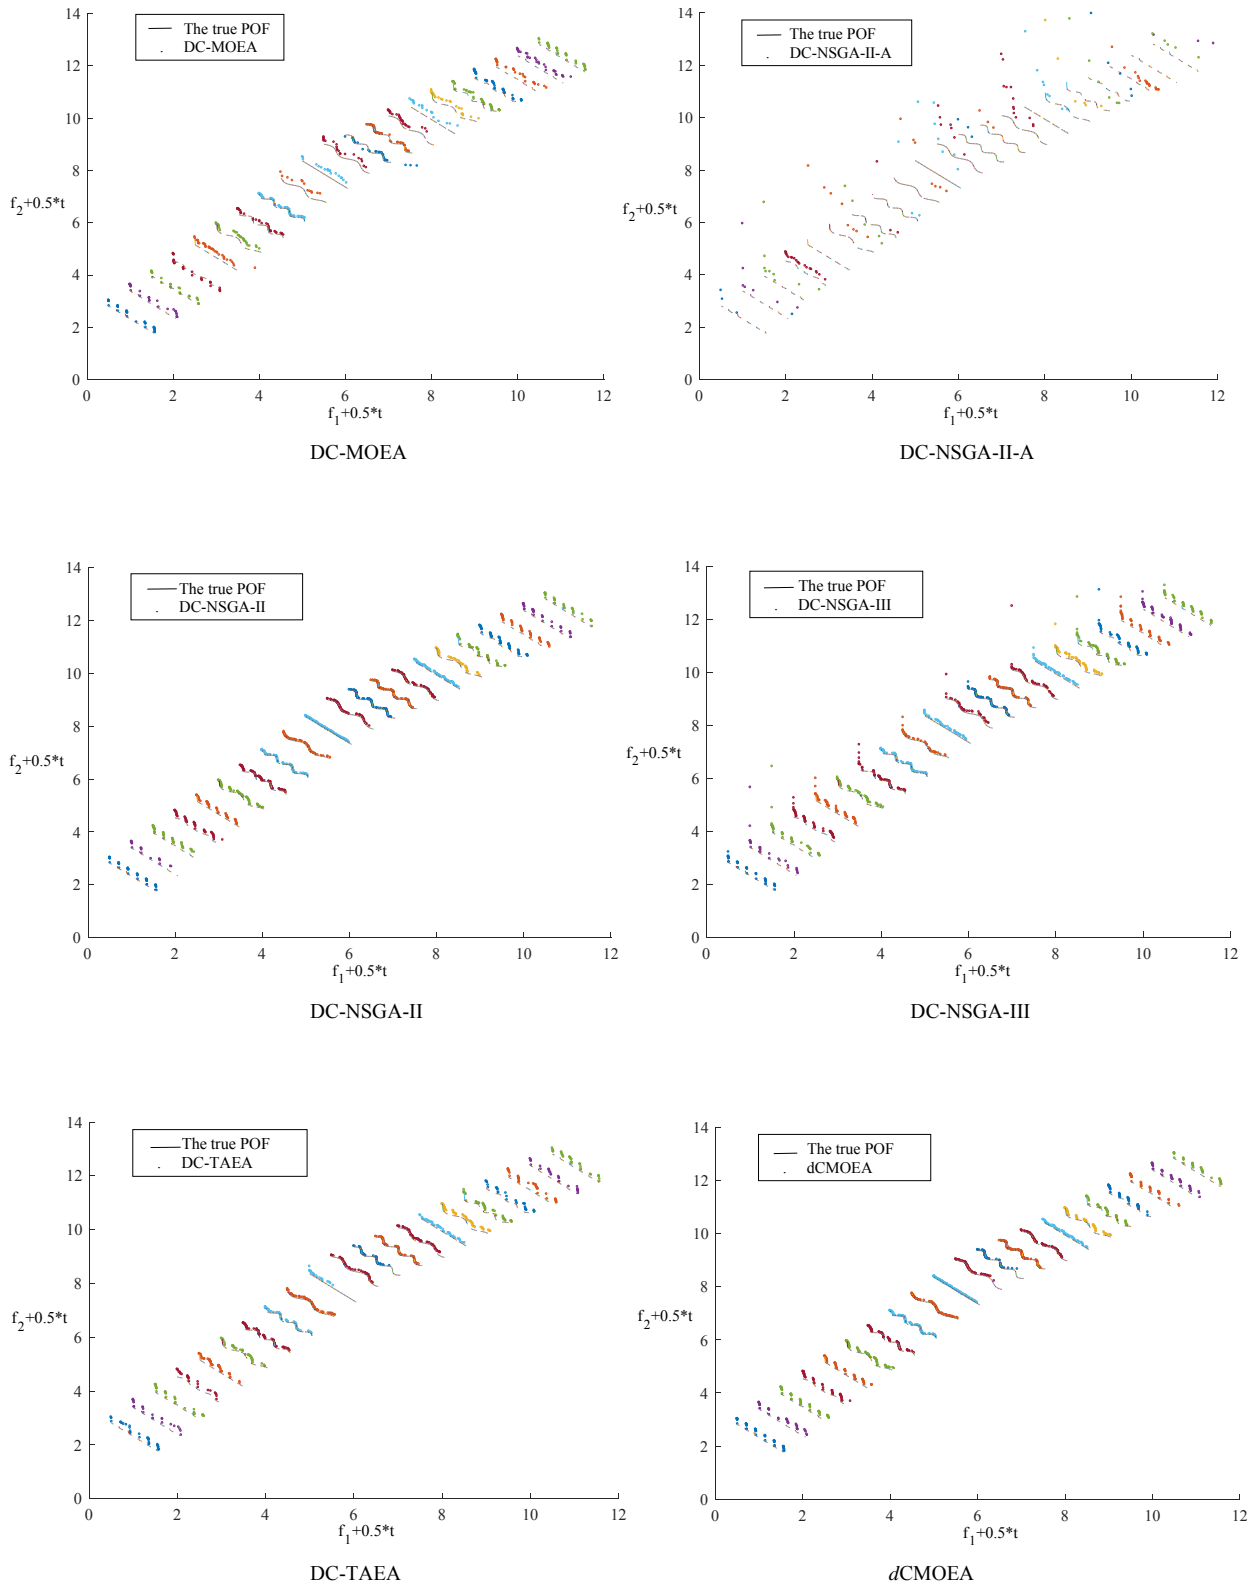 14
12
10
8
6
4
2
0
f2+0.5*t
The true POF
DC-MOEA
0 2 4 6 8 10 12
f1+0.5*t
DC-MOEA
14
12
10
8
6
4
2
0
f2+0.5*t
The true POF
DC-NSGA-II-A
0 2 4 6 8 10 12
f1+0.5*t
DC-NSGA-II-A
14
12
10
8
6
4
2
0
f2+0.5*t
The true POF
DC-NSGA-II
0 2 4 6 8 10 12
f1+0.5*t
DC-NSGA-II
14
12
10
8
6
4
2
0
f2+0.5*t
The true POF
DC-NSGA-III
0 2 4 6 8 10 12
f1+0.5*t
DC-NSGA-III
14
12
10
8
6
4
2
0
f2+0.5*t
The true POF
DC-TAEA
0 2 4 6 8 10 12
f1+0.5*t
DC-TAEA
14
12
10
8
6
4
2
0
f2+0.5*t
The true POF
dCMOEA
0 2 4 6 8 10 12
f1+0.5*t
dCMOEA